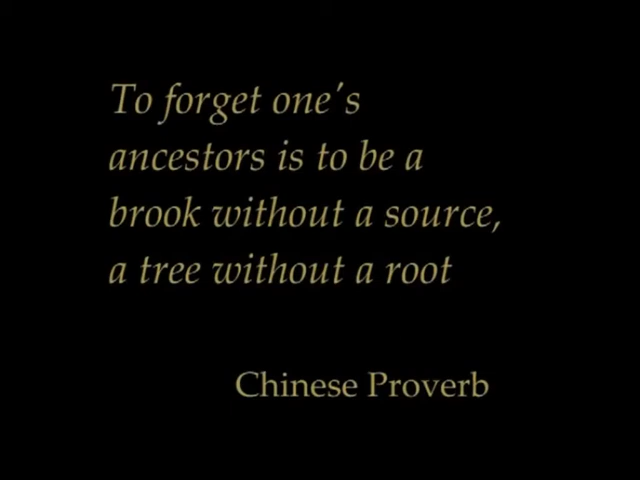 To forget one's
ancestors is to be a
brook without a source,
a tree without a root
Chinese Proverb